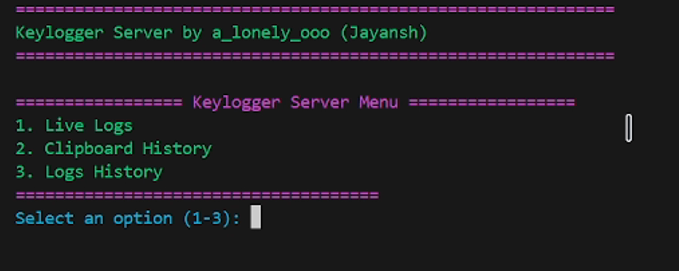 =============================================================
Keylogger Server by a_lonely_ooo (Jayansh)
=============================================================
================= Keylogger Server Menu =================
1. Live Logs
2. Clipboard History
3. Logs History
=====================================
Select an option (1-3):